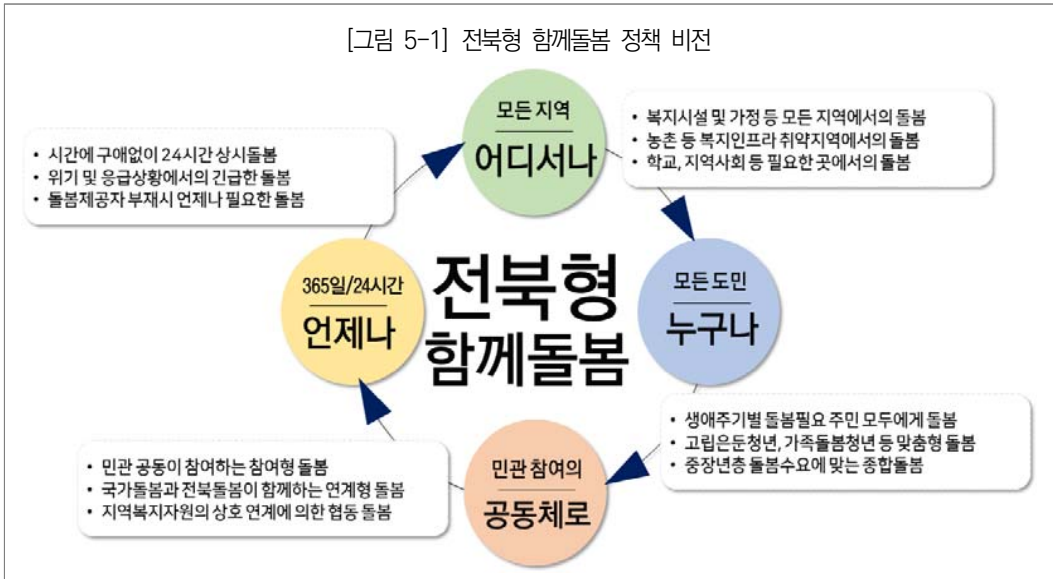 [그림 5-1] 전북형 함께돌봄 정책 비전
모든 지역
어디서나
• 복지시설 및 가정 등 모든 지역에서의 돌봄
• 농촌 등 복지인프라 취약지역에서의 돌봄
• 학교, 지역사회 등 필요한 곳에서의 돌봄
• 시간에 구애없이 24시간 상시돌봄
• 위기 및 응급상황에서의 긴급한 돌봄
• 돌봄제공자 부재시 언제나 필요한 돌봄
365일/24시간
언제나
전북형
함께돌봄
모든 도민
누구나
• 생애주기별 돌봄필요 주민 모두에게 돌봄
• 고립은둔청년, 가족돌봄청년 등 맞춤형 돌봄
• 중장년층 돌봄수요에 맞는 종합돌봄
민관 참여의
공동체로
• 민관 공동이 참여하는 참여형 돌봄
• 국가돌봄과 전북돌봄이 함께하는 연계형 돌봄
• 지역복지자원의 상호 연계에 의한 협동 돌봄